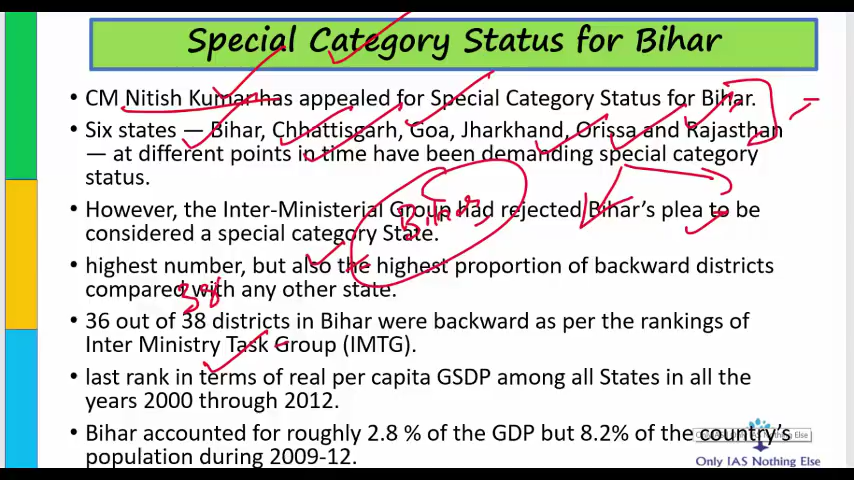 Special Category Status for Bihar
• CM Nitish Kumar has appealed for Special Category Status for Bihar.
• Six states — Bihar, Chhattisgarh, Goa, Jharkhand, Orissa and Rajasthan
— at different points in time have been demanding special category
status.
• However, the Inter-Ministerial Group had rejected Bihar's plea to be
considered a special category State.
Bihar
• highest number, but also the highest proportion of backward districts
compared with any other state.
38
• 36 out of 38 districts in Bihar were backward as per the rankings of
Inter Ministry Task Group (IMTG).
• last rank in terms of real per capita GSDP among all States in all the
years 2000 through 2012.
• Bihar accounted for roughly 2.8 % of the GDP but 8.2% of the country's
population during 2009-12.
Only IAS Nothing Else